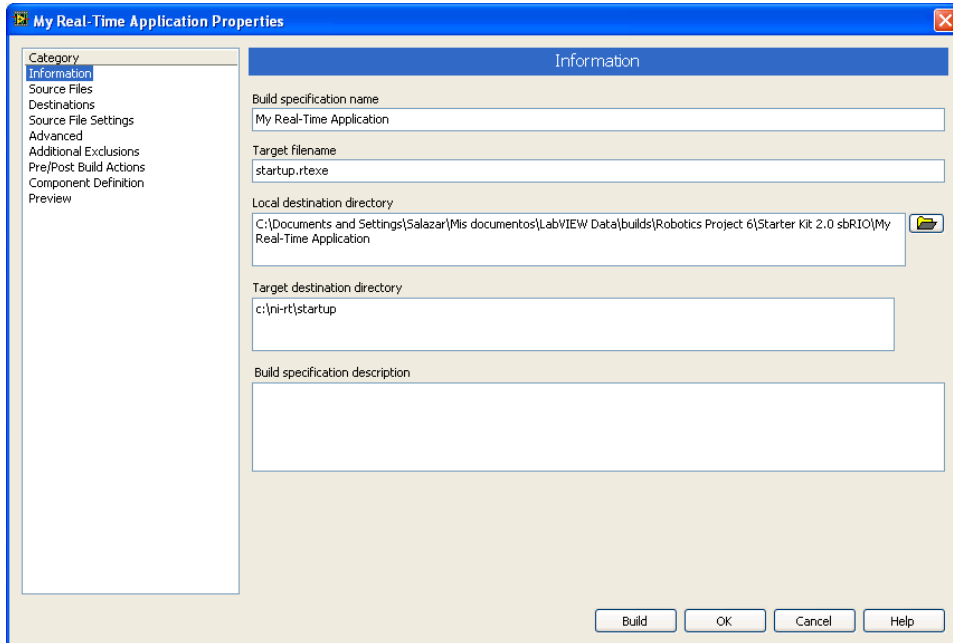 My Real-Time Application Properties
Category
Information
Source Files
Destinations
Source File Settings
Advanced
Additional Exclusions
Pre/Post Build Actions
Component Definition
Preview
Information
Build specification name
My Real-Time Application
Target filename
startup.rtexe
Local destination directory
C:\Documents and Settings\Salazar\Mis documentos\LabVIEW Data\builds\Robotics Project 6\Starter Kit 2.0 sbRIO\My
Real-Time Application
Target destination directory
c:\ni-rt\startup
Build specification description
Build
OK
Cancel
Help